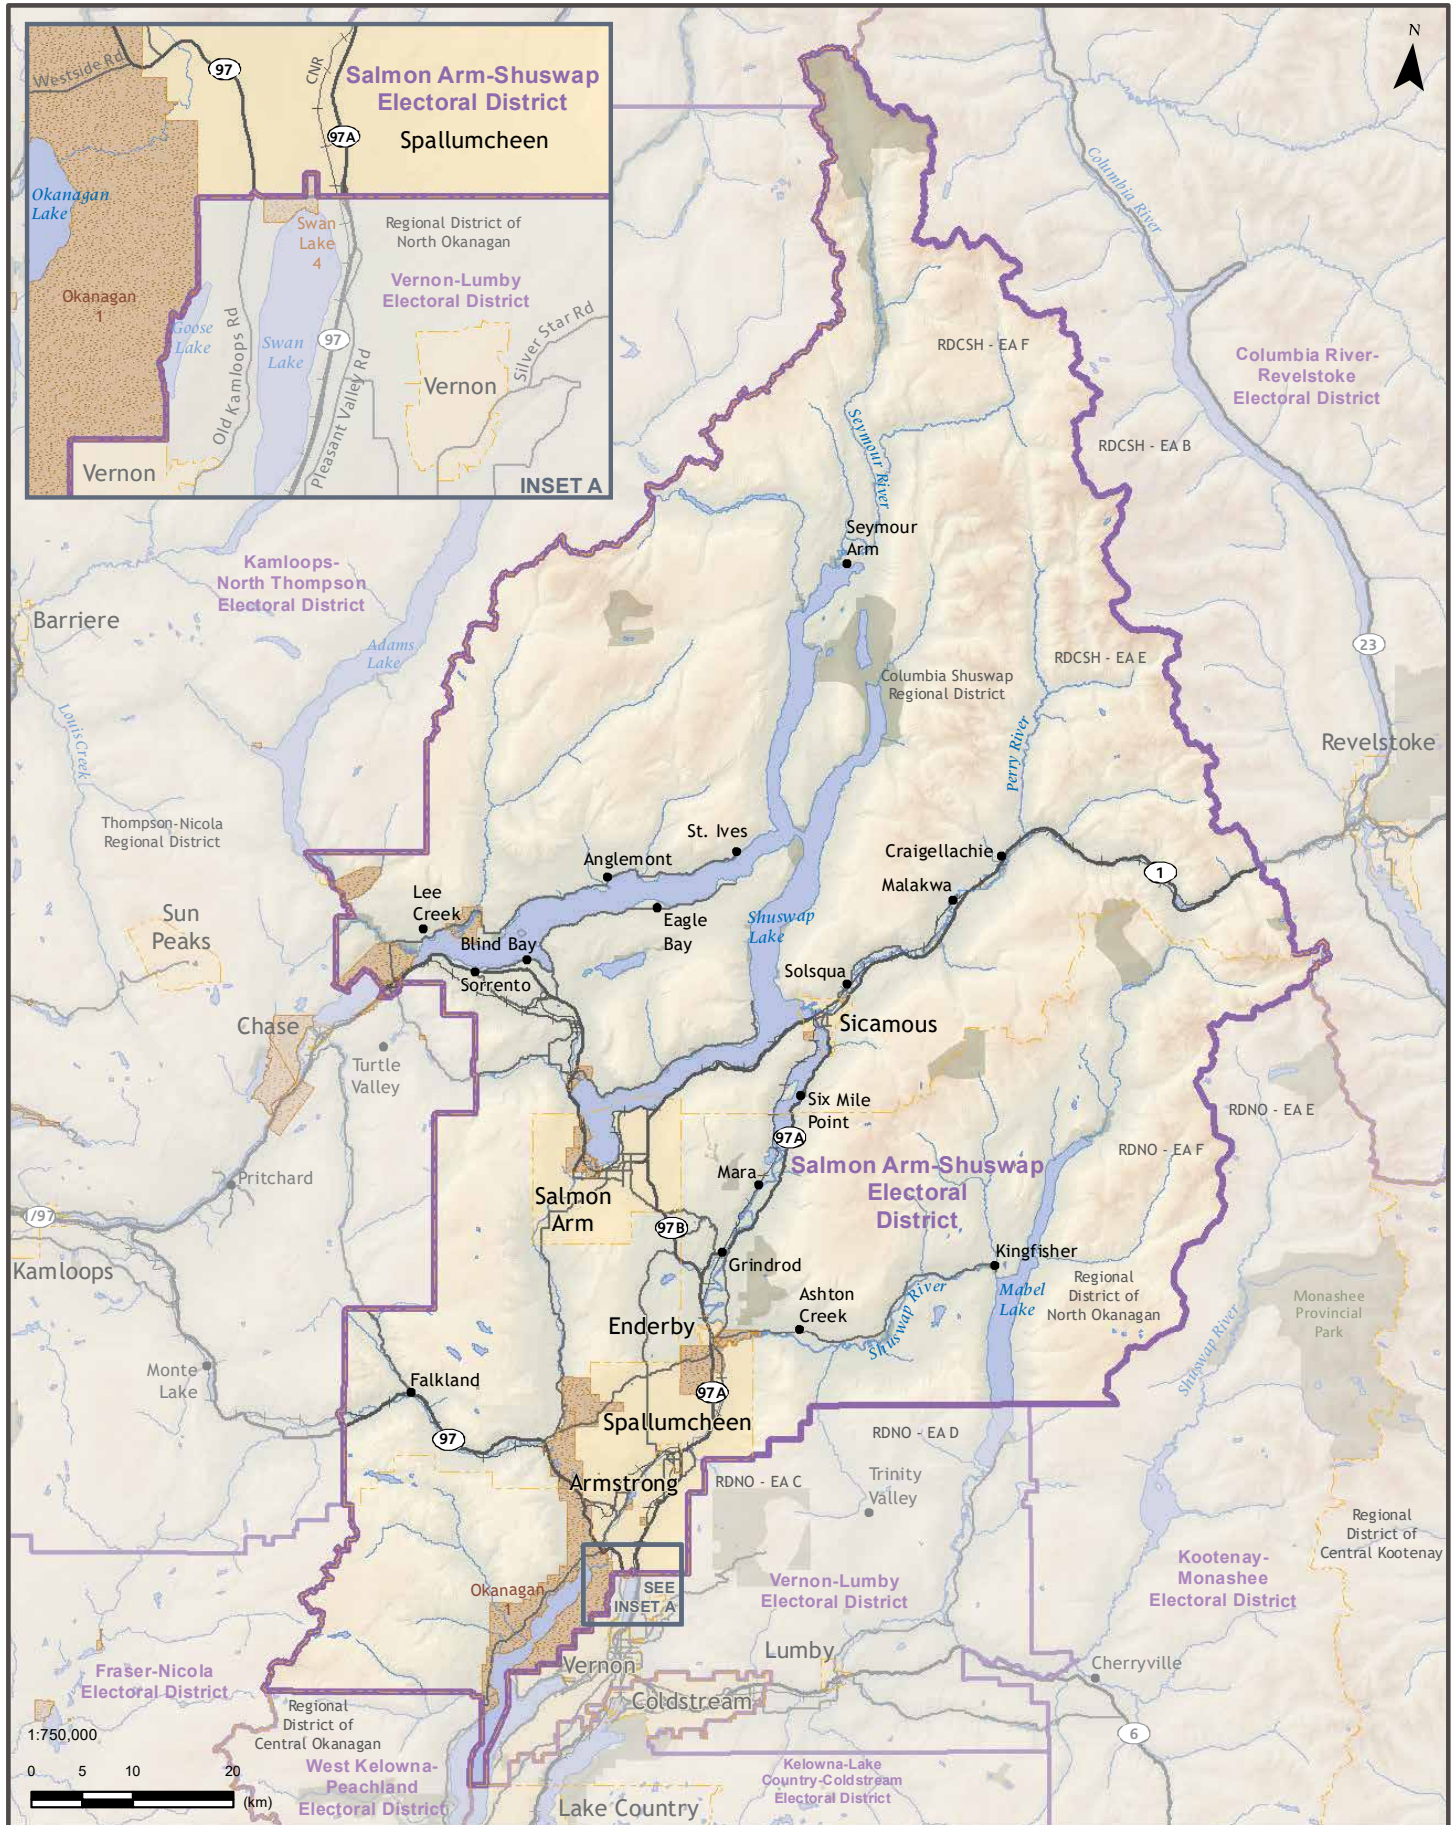 N
Westside Rd
97
CNR
Salmon Arm-Shuswap
Electoral District
97A
Spallumcheen
Okanagan
Lake
Swan
Lake
4
Regional District of
North Okanagan
Vernon-Lumby
Electoral District
Okanagan
1
Goose
Lake
Old Kamloops Rd
Swan
Lake
97
Pleasant Valley Rd
Silver Star Rd
Vernon
Vernon
INSET A
Columbia River
RDCSH - EA F
Columbia River-
Revelstoke
Electoral District
RDCSH - EA B
Seymour River
Seymour
Arm
Kamloops-
North Thompson
Electoral District
Barriere
Adams
Lake
23
RDCSH - EA E
Columbia Shuswap
Regional District
Louis Creek
Perry River
Revelstoke
Thompson-Nicola
Regional District
St. Ives
Anglemont
Craigellachie
1
Malakwa
Lee
Creek
Sun
Peaks
Eagle
Bay
Shuswap
Lake
Blind Bay
Sorrento
Solsqua
Sicamous
Chase
Turtle
Valley
Six Mile
Point
RDNO - EA E
97A
RDNO - EA F
Mara
Salmon Arm-Shuswap
Electoral
District
Pritchard
Salmon
Arm
1/97
97B
Kamloops
Grindrod
Kingfisher
Regional
District of
North Okanagan
Mabel
Lake
Ashton
Creek
Shuswap River
Monashee
Provincial
Park
Enderby
Shuswap River
Monte
Lake
Falkland
97A
Spallumcheen
97
RDNO - EA D
Armstrong
RDNO - EA C
Trinity
Valley
Regional
District of
Central Kootenay
Kootenay-
Monashee
Electoral District
Okanagan
1
SEE
INSET A
Vernon-Lumby
Electoral District
Lumby
Vernon
Cherryville
Fraser-Nicola
Electoral District
Coldstream
Regional
District of
Central Okanagan
6
1:750,000
0 5 10 20
(km)
West Kelowna-
Peachland
Electoral District
Kelowna-Lake
Country-Coldstream
Electoral District
Lake Country